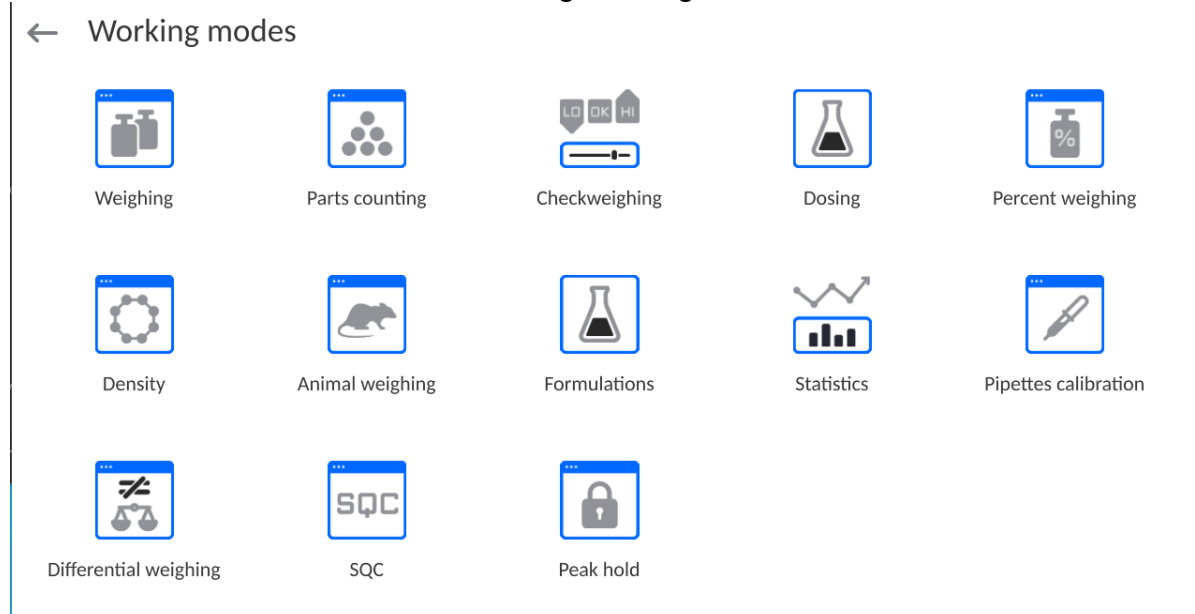 Working modes
LO OK HI
%
Weighing
Parts counting
Checkweighing
Dosing
Percent weighing
Density
Animal weighing
Formulations
Statistics
Pipettes calibration
SQC
Differential weighing
SQC
Peak hold